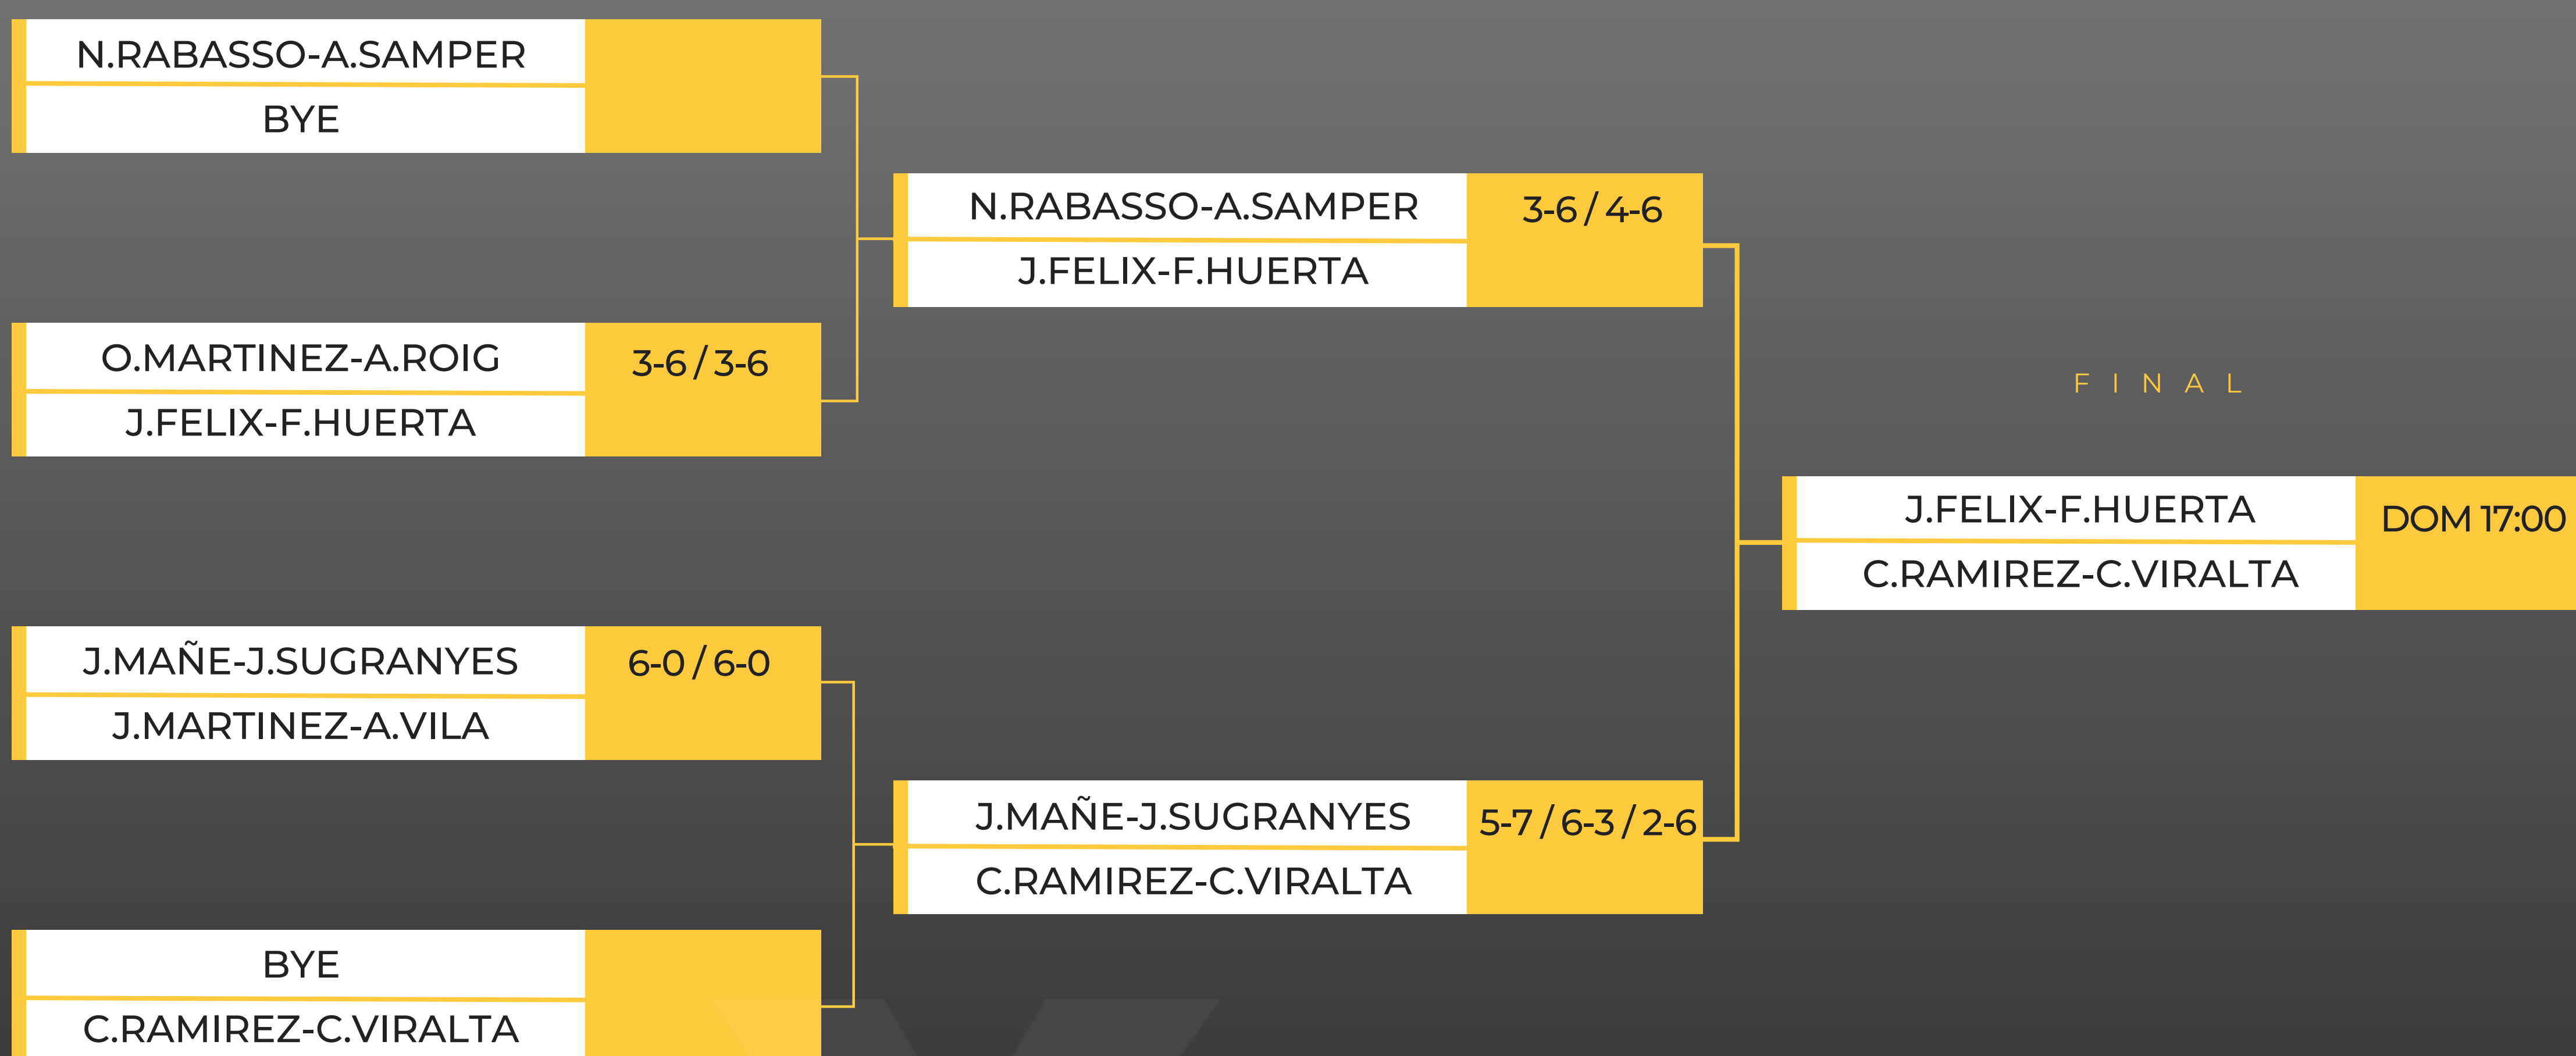 N.RABASSO-A.SAMPER
BYE
O.MARTINEZ-A.ROIG
3-6 / 3-6
J.FELIX-F.HUERTA
J.MAÑE-J.SUGRANYES
6-0 / 6-0
J.MARTINEZ-A.VILA
BYE
C.RAMIREZ-C.VIRALTA
N.RABASSO-A.SAMPER
3-6 / 4-6
J.FELIX-F.HUERTA
J.MAÑE-J.SUGRANYES
5-7 / 6-3 / 2-6
C.RAMIREZ-C.VIRALTA
FINAL
J.FELIX-F.HUERTA
DOM 17:00
C.RAMIREZ-C.VIRALTA